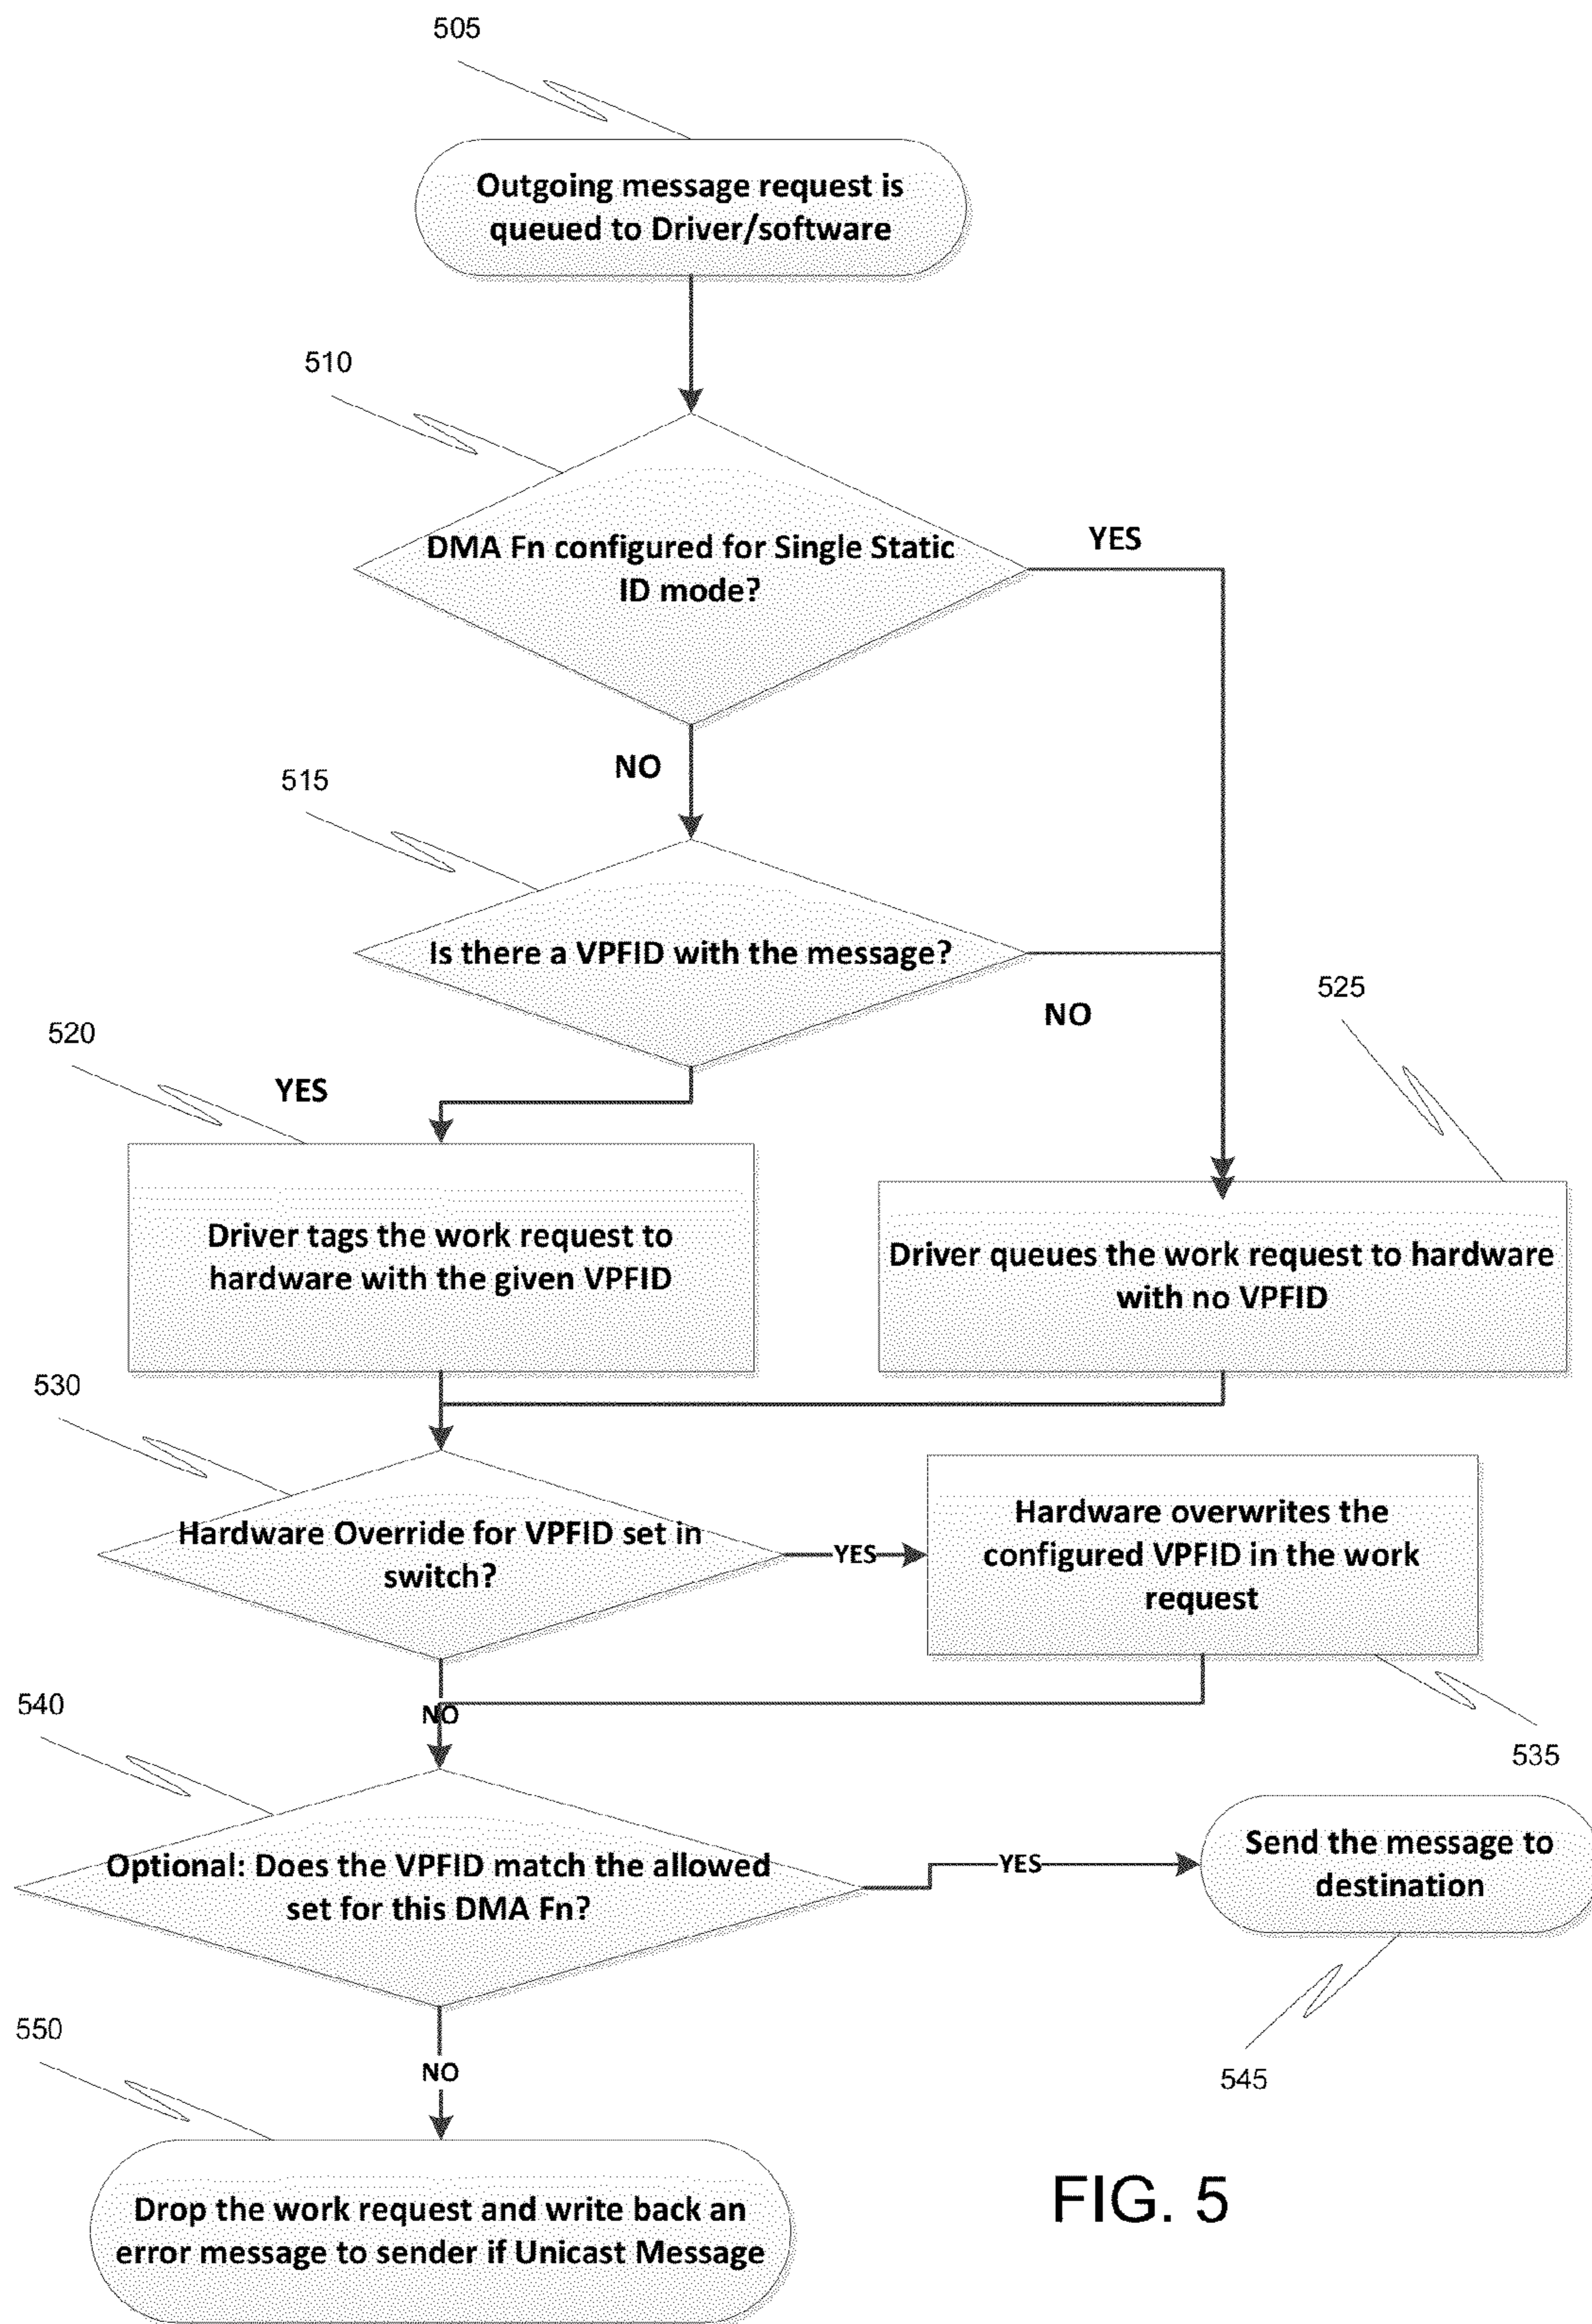 505
Outgoing message request is
queued to Driver/software
510
DMA Fn configured for Single Static
ID mode?
YES
NO
515
Is there a VPFID with the message?
NO
525
520
YES
Driver tags the work request to
hardware with the given VPFID
Driver queues the work request to hardware
with no VPFID
530
Hardware Override for VPFID set in
switch?
YES
Hardware overwrites the
configured VPFID in the work
request
535
NO
540
Optional: Does the VPFID match the allowed
set for this DMA Fn?
YES
Send the message to
destination
545
NO
550
Drop the work request and write back an
error message to sender if Unicast Message
FIG. 5